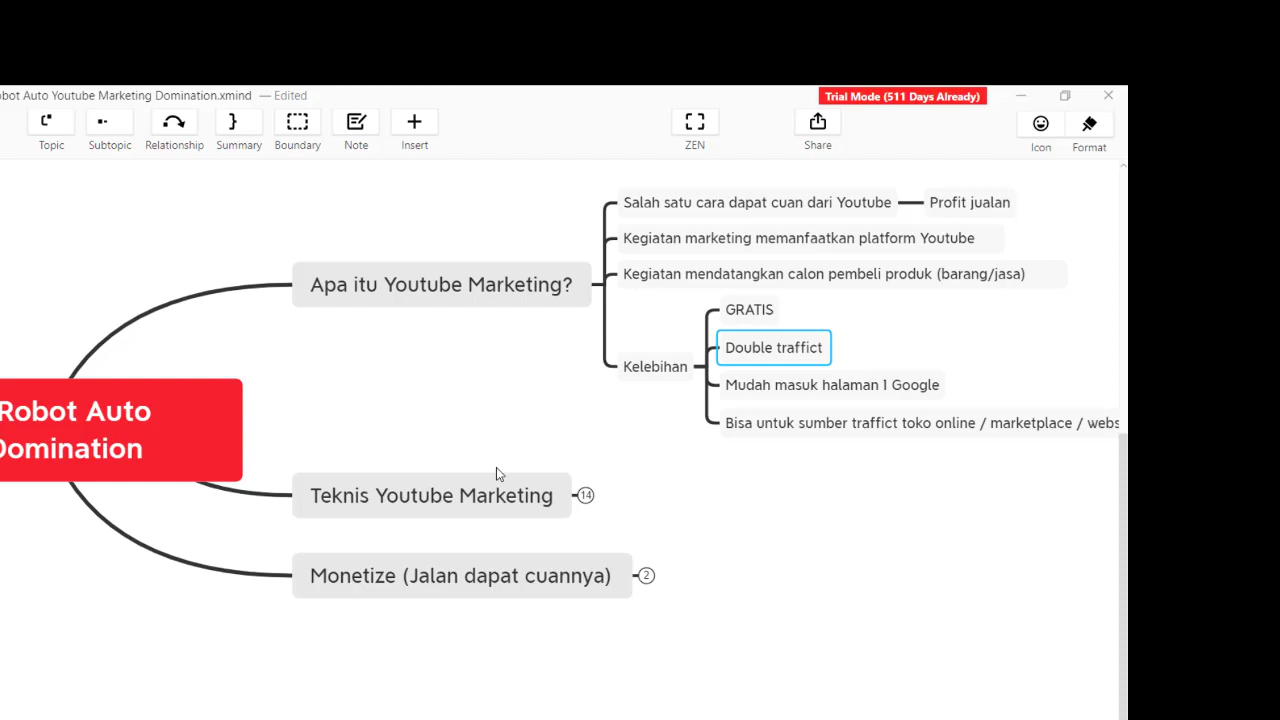 obot Auto Youtube Marketing Domination.xmind — Edited
Trial Mode (511 Days Already)
Topic
Subtopic
Relationship
Summary
Boundary
Note
Insert
ZEN
Share
Icon
Format
Robot Auto
Domination
Apa itu Youtube Marketing?
Salah satu cara dapat cuan dari Youtube
Profit jualan
Kegiatan marketing memanfaatkan platform Youtube
Kegiatan mendatangkan calon pembeli produk (barang/jasa)
Kelebihan
GRATIS
Double traffict
Mudah masuk halaman 1 Google
Bisa untuk sumber traffict toko online / marketplace / webs
Teknis Youtube Marketing
14
Monetize (Jalan dapat cuannya)
2